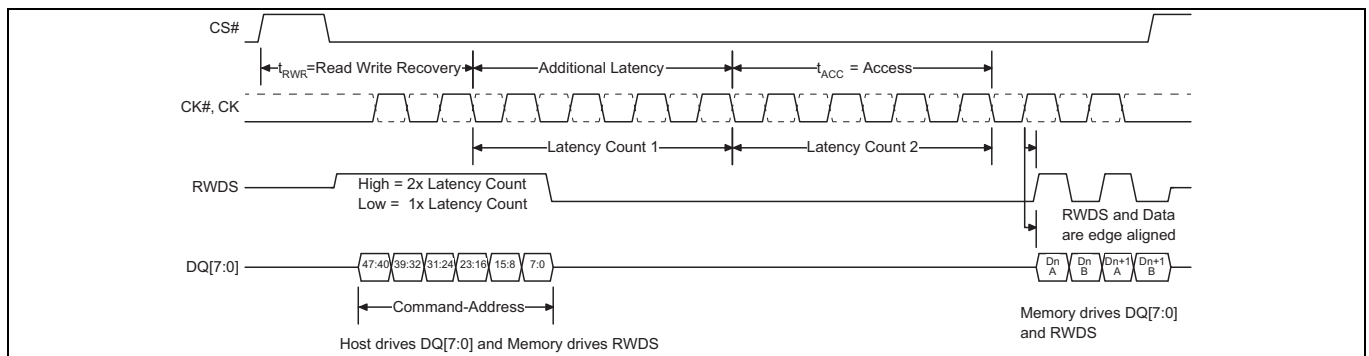 CS#
tRWR=Read Write Recovery
Additional Latency
tACC = Access
CK#, CK
Latency Count 1
Latency Count 2
RWDS
High = 2x Latency Count
Low = 1x Latency Count
RWDS and Data
are edge aligned
DQ[7:0]
47:40 39:32 31:24 23:16 15:8 7:0
Dn A
Dn B
Dn+1 A
Dn+1 B
Command-Address
Memory drives DQ[7:0]
and RWDS
Host drives DQ[7:0] and Memory drives RWDS